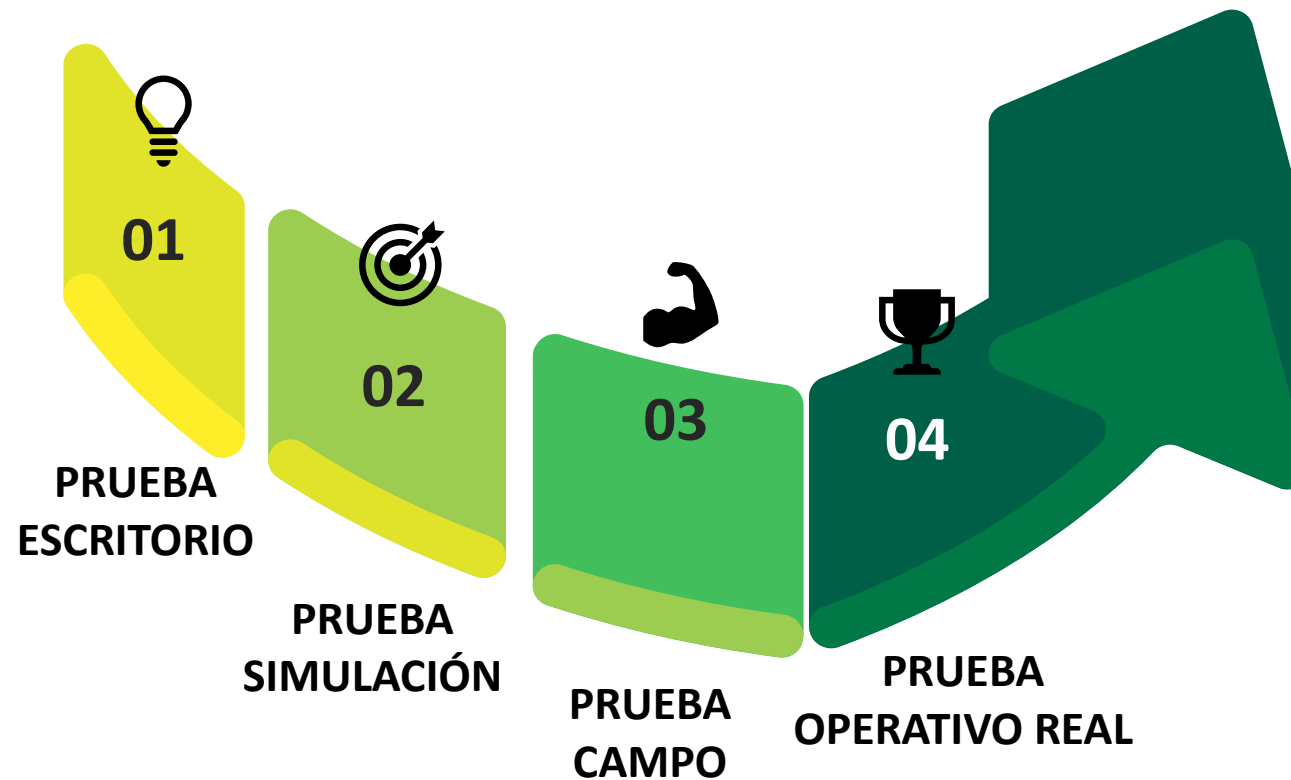 01
PRUEBA
ESCRITORIO
02
PRUEBA
SIMULACIÓN
03
PRUEBA
CAMPO
04
PRUEBA
OPERATIVO REAL